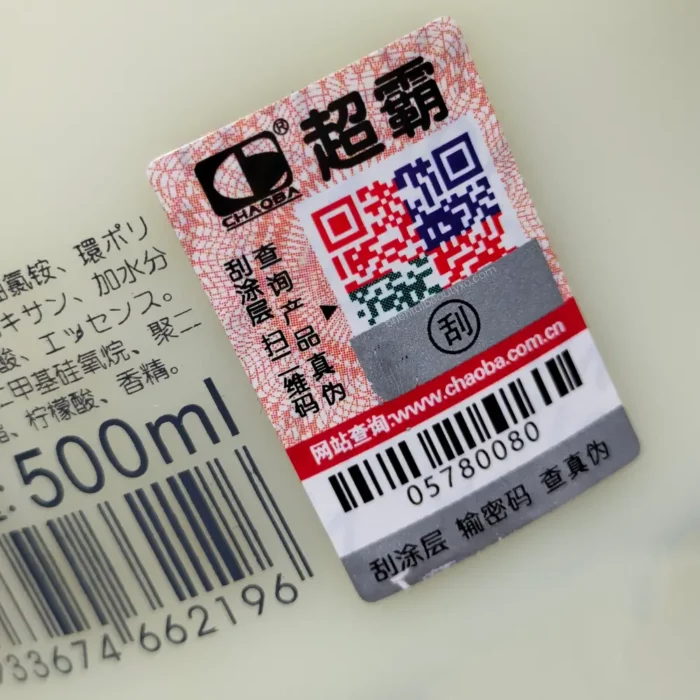 超霸
®
CHAOBA
查询产品真伪
刮涂层 扫二维码
刮
网站查询:www.chaoba.com.cn
05780080
刮涂层 输密码 查真伪
氯铵、環ポリ
キサン、加水分
酸、エッセンス。
二甲基硅氧烷、聚二
、柠檬酸、香精。
500ml
933674 662196